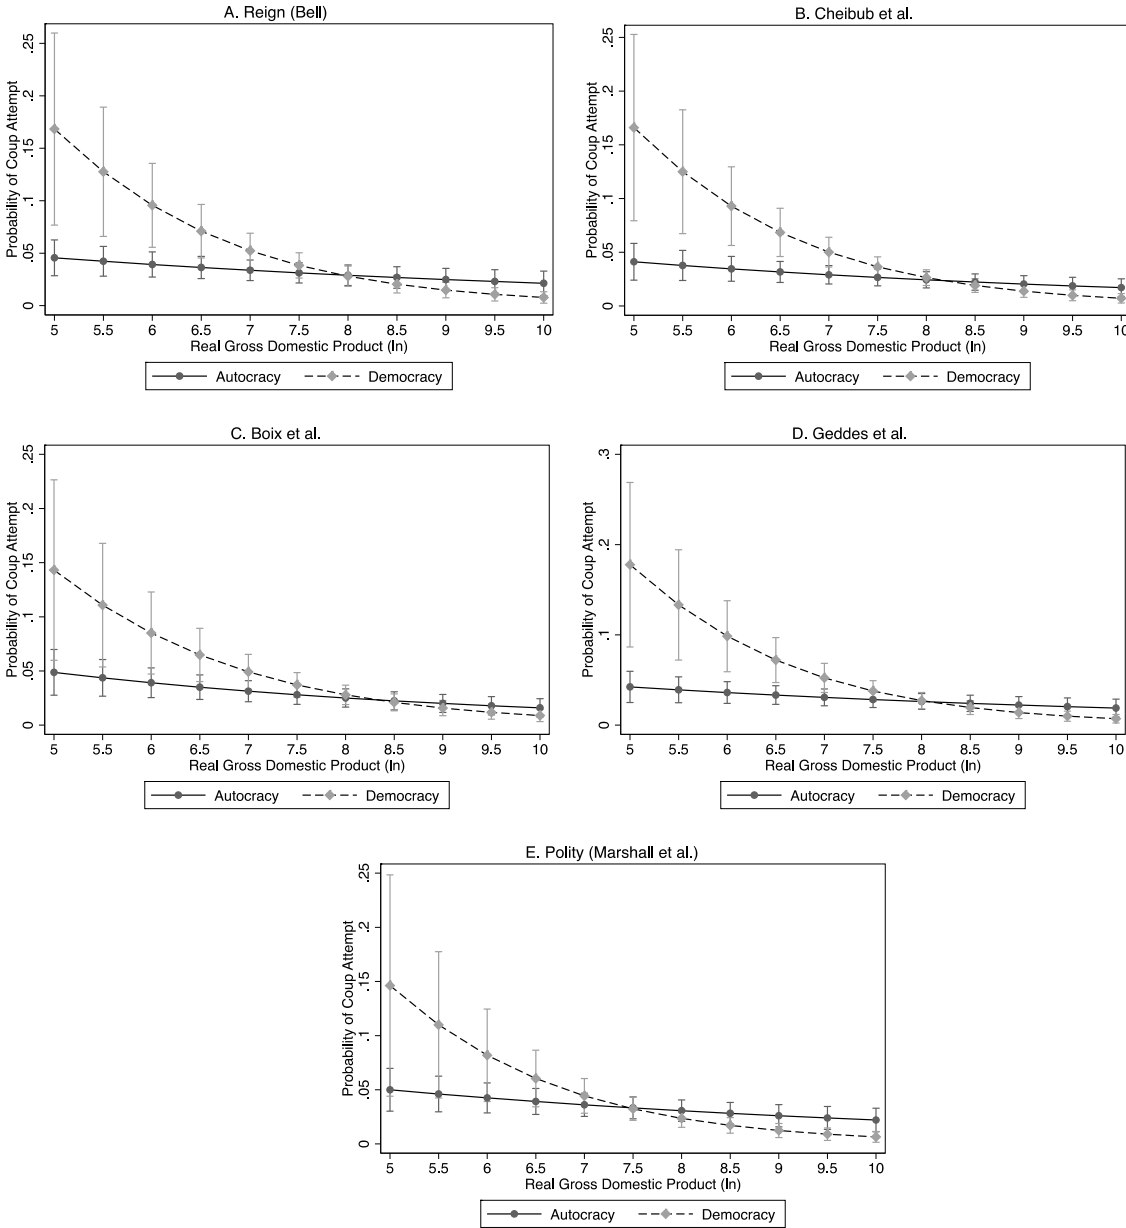 A. Reign (Bell)
Probability of Coup Attempt
.25
.2
.15
.1
.05
0
5 5.5 6 6.5 7 7.5 8 8.5 9 9.5 10
Real Gross Domestic Product (ln)
Autocracy Democracy
B. Cheibub et al.
Probability of Coup Attempt
.25
.2
.15
.1
.05
0
5 5.5 6 6.5 7 7.5 8 8.5 9 9.5 10
Real Gross Domestic Product (ln)
Autocracy Democracy
C. Boix et al.
Probability of Coup Attempt
.25
.2
.15
.1
.05
0
5 5.5 6 6.5 7 7.5 8 8.5 9 9.5 10
Real Gross Domestic Product (ln)
Autocracy Democracy
D. Geddes et al.
Probability of Coup Attempt
.3
.2
.1
0
5 5.5 6 6.5 7 7.5 8 8.5 9 9.5 10
Real Gross Domestic Product (ln)
Autocracy Democracy
E. Polity (Marshall et al.)
Probability of Coup Attempt
.25
.2
.15
.1
.05
0
5 5.5 6 6.5 7 7.5 8 8.5 9 9.5 10
Real Gross Domestic Product (ln)
Autocracy Democracy